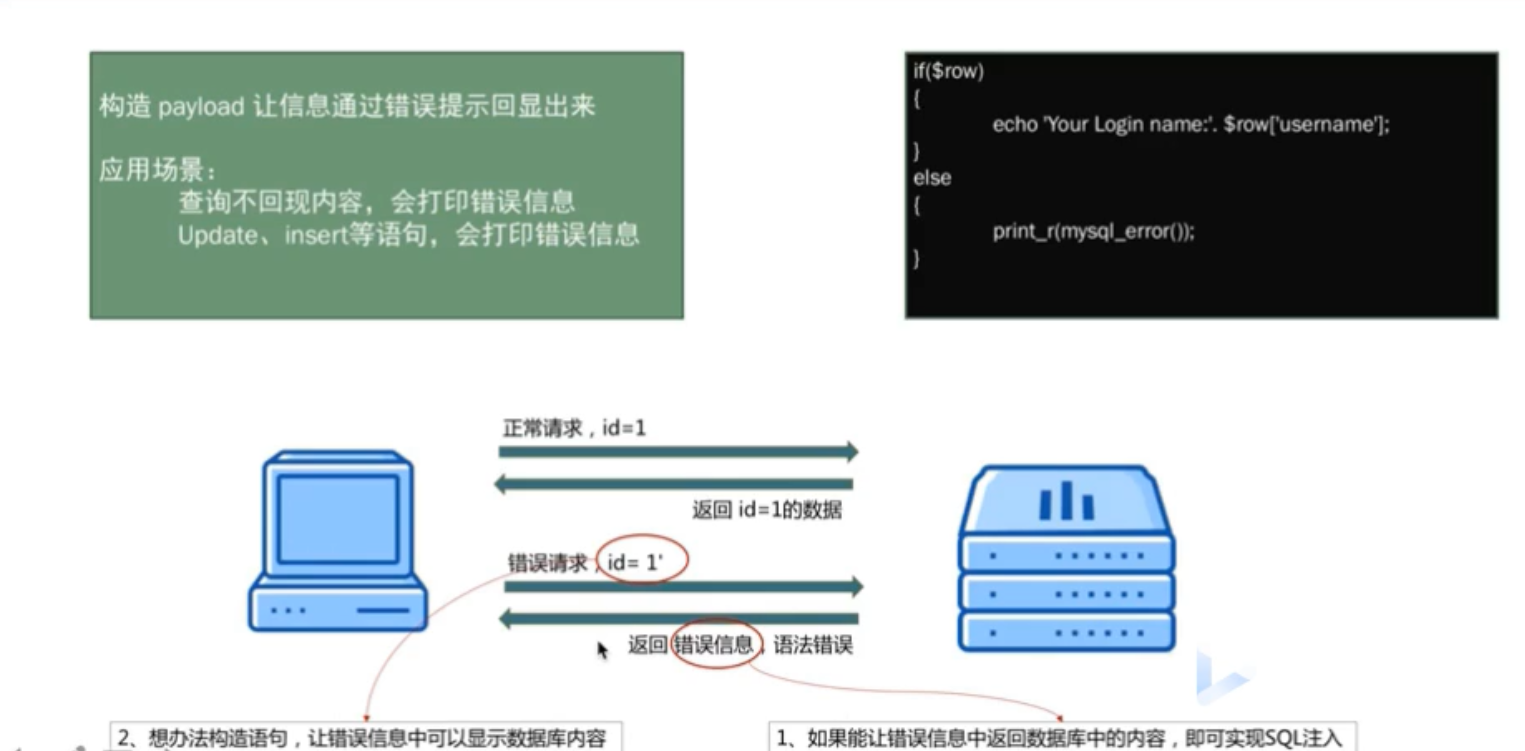 构造 payload 让信息通过错误提示回显出来
应用场景：
查询不回现内容，会打印错误信息
Update、insert等语句，会打印错误信息
if($row)
{
echo 'Your Login name:'. $row['username'];
}
else
{
print_r(mysql_error());
}
正常请求，id=1
返回 id=1的数据
错误请求，id= 1'
返回 错误信息，语法错误
2、想办法构造语句，让错误信息中可以显示数据库内容
1、如果能让错误信息中返回数据库中的内容，即可实现SQL注入